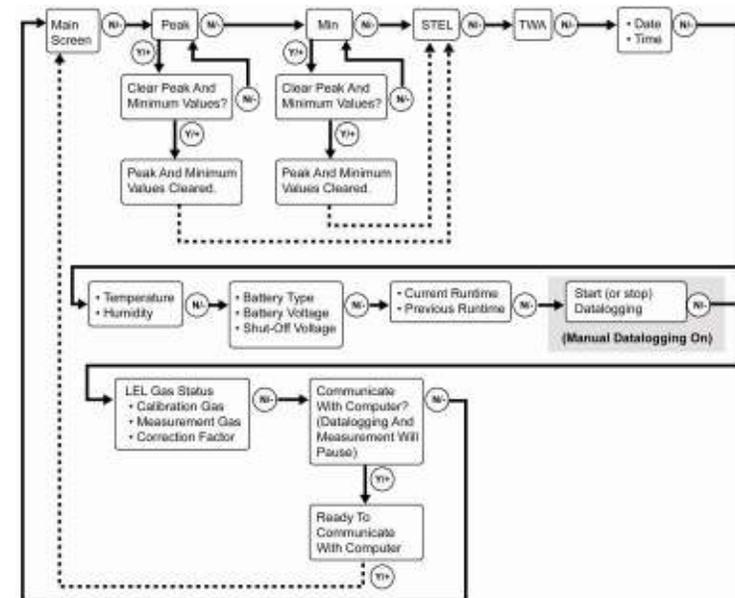 Main
Screen
N/-
Peak
N/-
Min
N/-
STEL
N/-
TWA
N/-
• Date
• Time
N/-
Y/+
Y/+
Clear Peak And
Minimum Values?
N/-
Clear Peak And
Minimum Values?
N/-
Y/+
Y/+
Peak And Minimum
Values Cleared.
Peak And Minimum
Values Cleared.
• Temperature
• Humidity
N/-
• Battery Type
• Battery Voltage
• Shut-Off Voltage
N/-
• Current Runtime
• Previous Runtime
N/-
Start (or stop)
Datalogging
N/-
(Manual Datalogging On)
LEL Gas Status
• Calibration Gas
• Measurement Gas
• Correction Factor
N/-
Communicate
With Computer?
(Datalogging And
Measurement Will
Pause)
N/-
Y/+
Ready To
Communicate
With Computer
Y/+